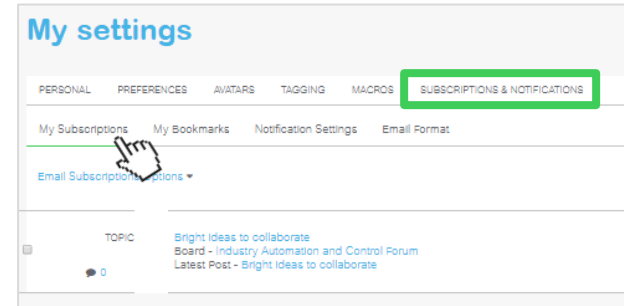 My settings
PERSONAL PREFERENCES AVATARS TAGGING MACROS SUBSCRIPTIONS & NOTIFICATIONS
My Subscriptions My Bookmarks Notification Settings Email Format
Email Subscriptions Options
TOPIC Bright Ideas to collaborate
Board - Industry Automation and Control Forum
Latest Post - Bright Ideas to collaborate
0